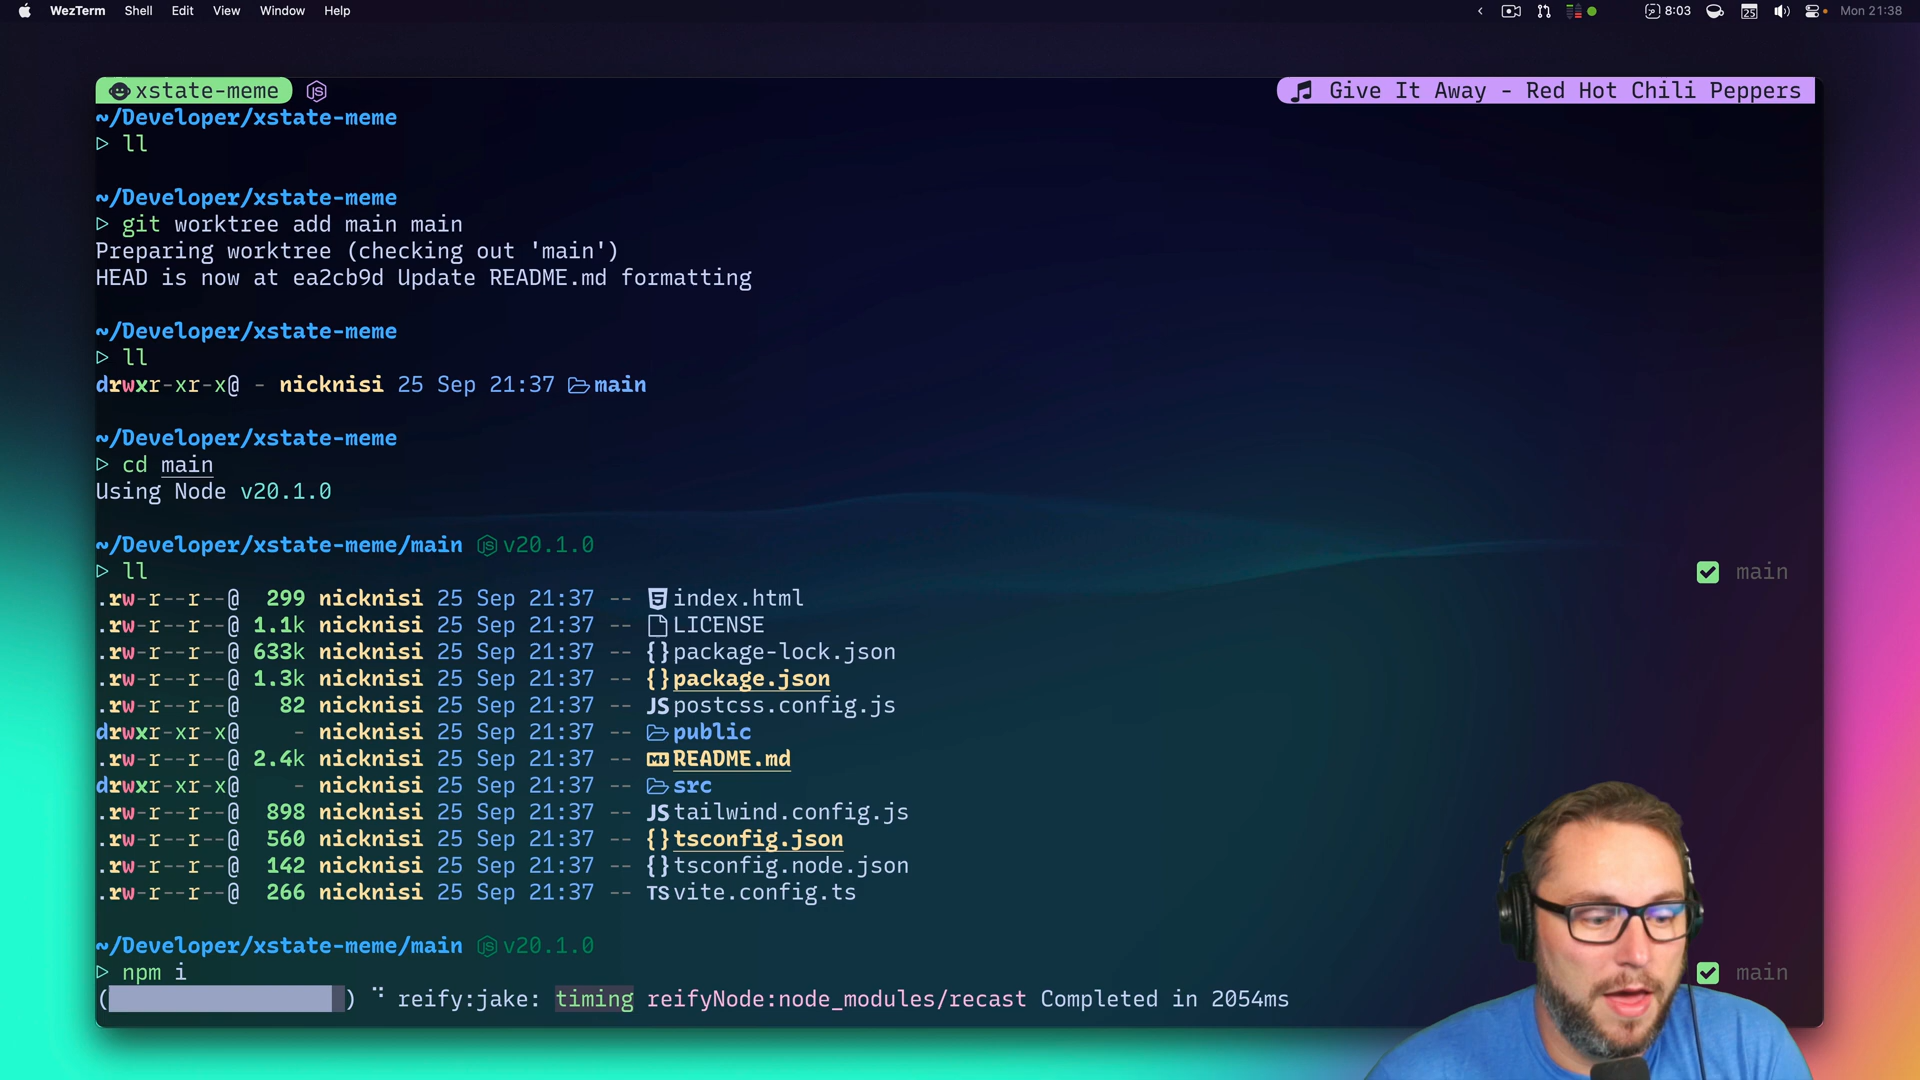 WezTerm Shell Edit View Window Help
8:03 25 Mon 21:38
xstate-meme JS
Give It Away - Red Hot Chili Peppers
~/Developer/xstate-meme
▷ ll
~/Developer/xstate-meme
▷ git worktree add main main
Preparing worktree (checking out 'main')
HEAD is now at ea2cb9d Update README.md formatting
~/Developer/xstate-meme
▷ ll
drwxr-xr-x@ - nicknisi 25 Sep 21:37 main
~/Developer/xstate-meme
▷ cd main
Using Node v20.1.0
~/Developer/xstate-meme/main JS v20.1.0
▷ ll main
.rw-r--r--@ 299 nicknisi 25 Sep 21:37 -- index.html
.rw-r--r--@ 1.1k nicknisi 25 Sep 21:37 -- LICENSE
.rw-r--r--@ 633k nicknisi 25 Sep 21:37 -- {} package-lock.json
.rw-r--r--@ 1.3k nicknisi 25 Sep 21:37 -- {} package.json
.rw-r--r--@ 82 nicknisi 25 Sep 21:37 -- JS postcss.config.js
drwxr-xr-x@ - nicknisi 25 Sep 21:37 -- public
.rw-r--r--@ 2.4k nicknisi 25 Sep 21:37 -- README.md
drwxr-xr-x@ - nicknisi 25 Sep 21:37 -- src
.rw-r--r--@ 898 nicknisi 25 Sep 21:37 -- JS tailwind.config.js
.rw-r--r--@ 560 nicknisi 25 Sep 21:37 -- {} tsconfig.json
.rw-r--r--@ 142 nicknisi 25 Sep 21:37 -- {} tsconfig.node.json
.rw-r--r--@ 266 nicknisi 25 Sep 21:37 -- TS vite.config.ts
~/Developer/xstate-meme/main JS v20.1.0
▷ npm i main
( ) ⠋ reify:jake: timing reifyNode:node_modules/recast Completed in 2054ms